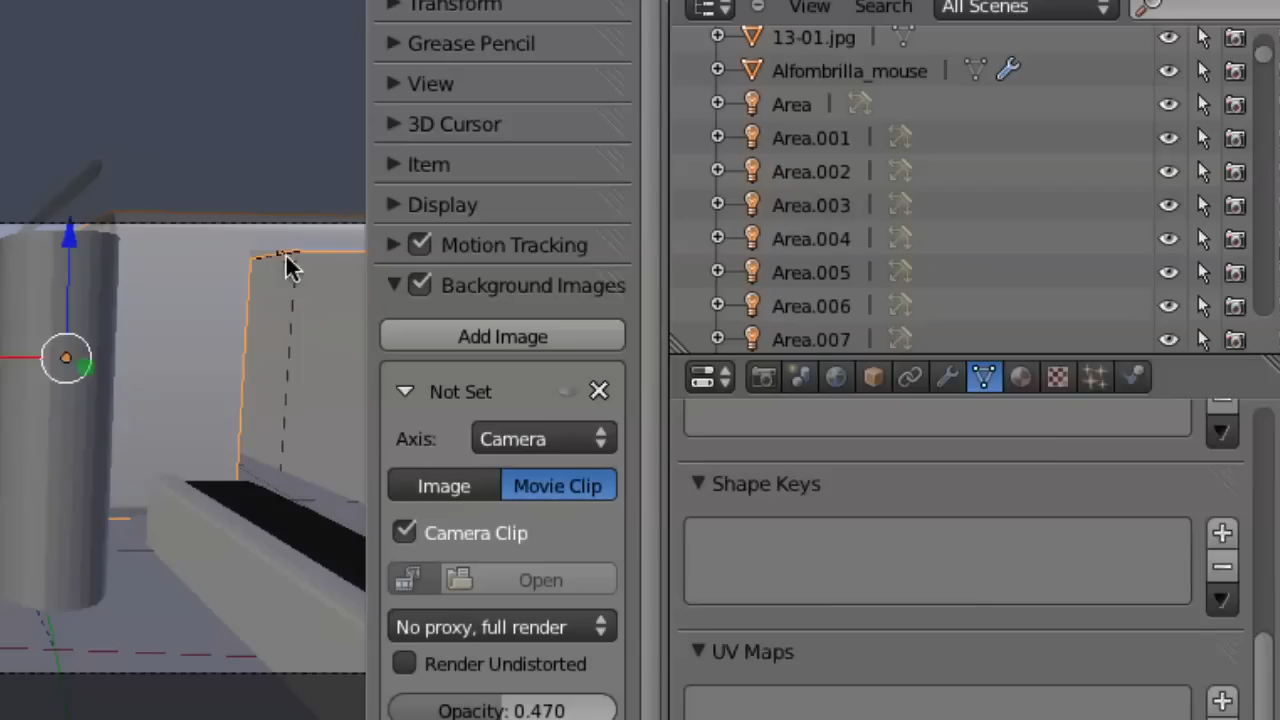 Transform
Grease Pencil
View
3D Cursor
Item
Display
Motion Tracking
Background Images
Add Image
Not Set
Axis: Camera
Image Movie Clip
Camera Clip
Open
No proxy, full render
Render Undistorted
Opacity: 0.470
View Search All Scenes
13-01.jpg
Alfombrilla_mouse
Area
Area.001
Area.002
Area.003
Area.004
Area.005
Area.006
Area.007
Shape Keys
UV Maps